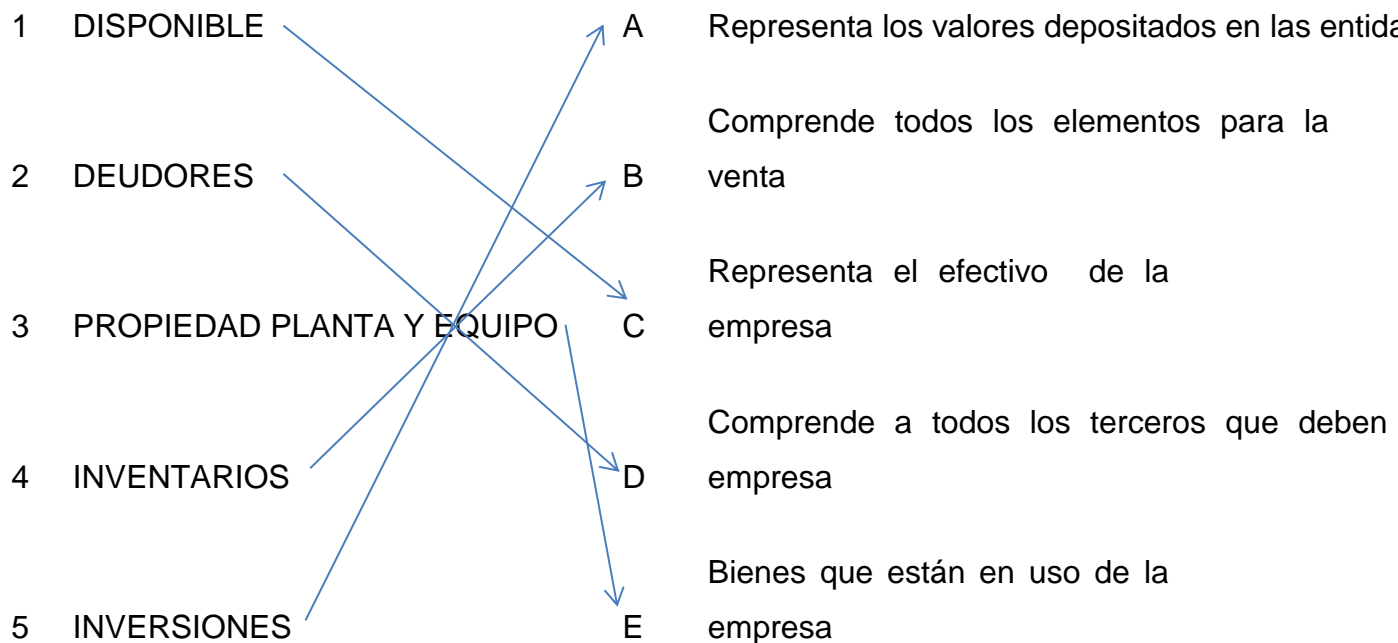 1 DISPONIBLE A Representa los valores depositados en las
Comprende todos los elementos para la
2 DEUDORES B venta
Representa el efectivo de la
3 PROPIEDAD PLANTA Y EQUIPO C empresa
Comprende a todos los terceros que deben
4 INVENTARIOS D empresa
Bienes que están en uso de la
5 INVERSIONES E empresa